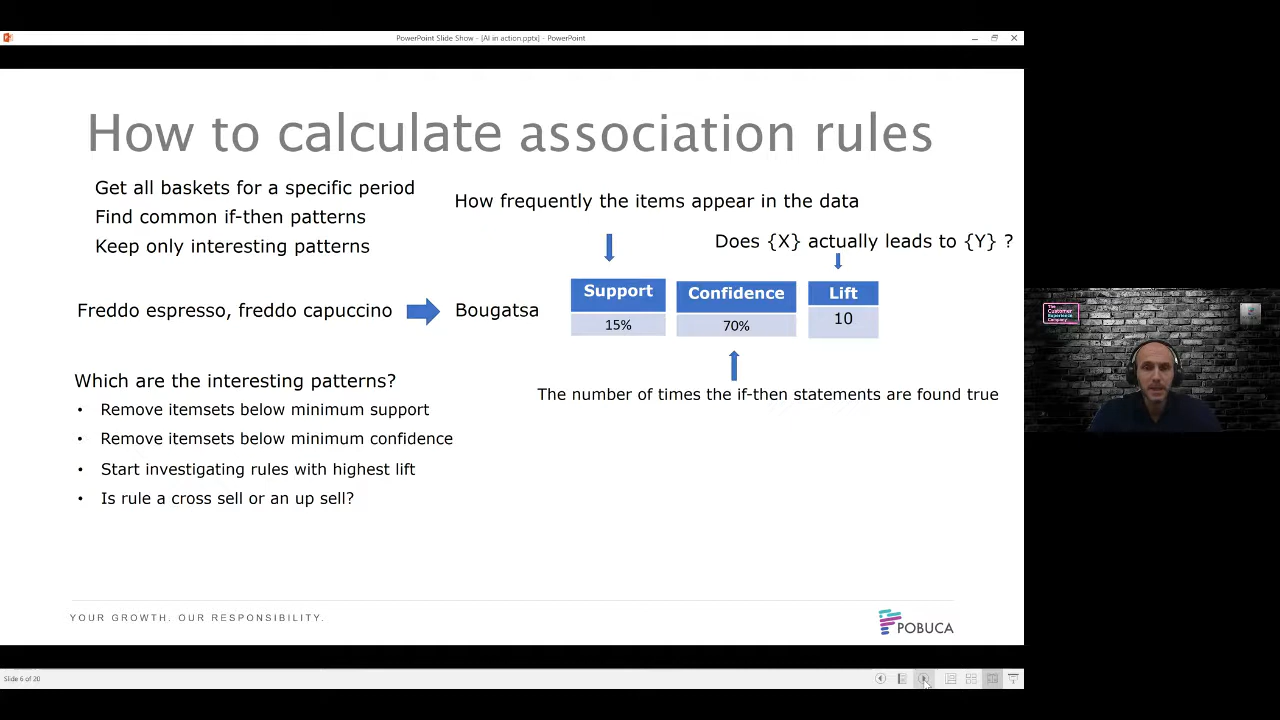 PowerPoint Slide Show - [AI in action.pptx] - PowerPoint
How to calculate association rules
Get all baskets for a specific period
Find common if-then patterns
Keep only interesting patterns
How frequently the items appear in the data
Does {X} actually leads to {Y} ?
Freddo espresso, freddo capuccino
Bougatsa
Support
Confidence
Lift
15%
70%
10
The number of times the if-then statements are found true
Which are the interesting patterns?
• Remove itemsets below minimum support
• Remove itemsets below minimum confidence
• Start investigating rules with highest lift
• Is rule a cross sell or an up sell?
YOUR GROWTH. OUR RESPONSIBILITY.
POBUCA
Slide 6 of 20
The
Customer
Experience
Company